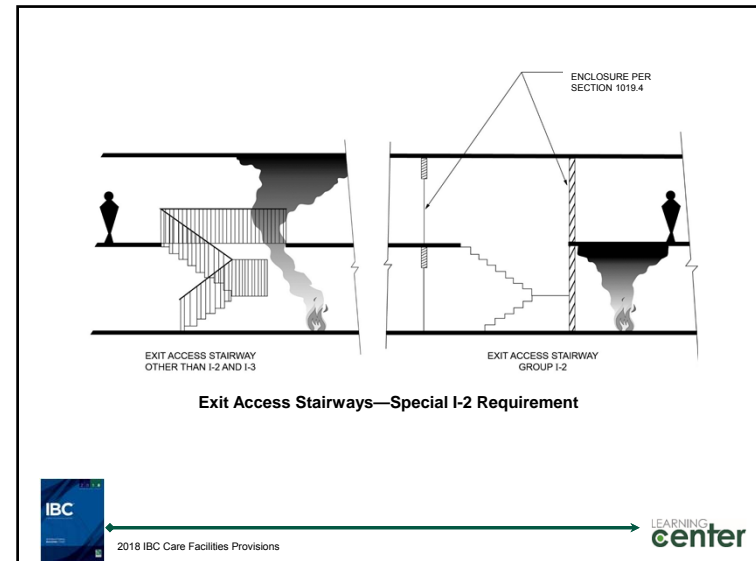 ENCLOSURE PER
SECTION 1019.4
EXIT ACCESS STAIRWAY
OTHER THAN I-2 AND I-3
EXIT ACCESS STAIRWAY
GROUP I-2
Exit Access Stairways—Special I-2 Requirement
IBC
2018 IBC Care Facilities Provisions
LEARNING
center